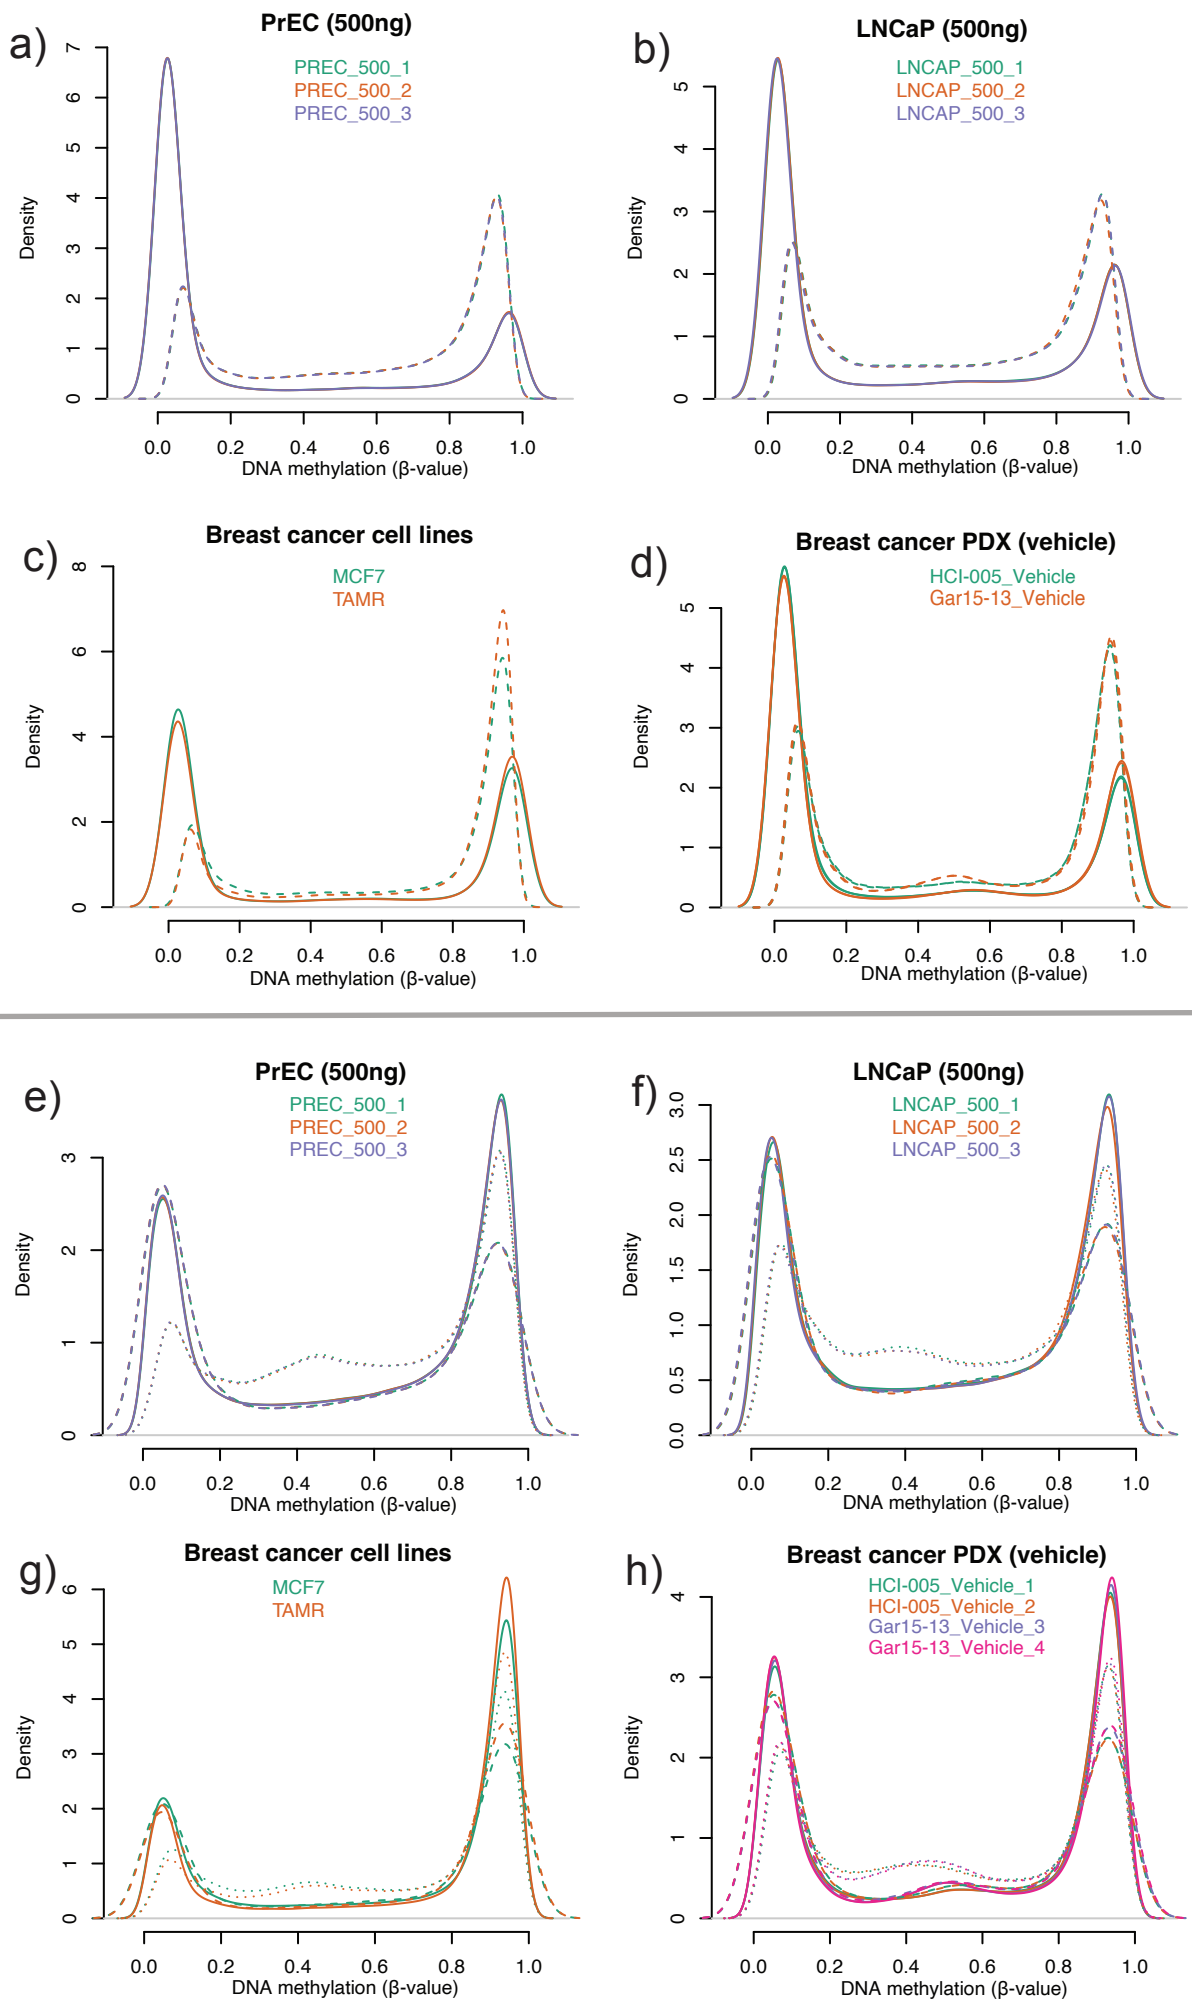 a)
PrEC (500ng)
PREC_500_1
PREC_500_2
PREC_500_3
Density
0 1 2 3 4 5 6 7
0.0 0.2 0.4 0.6 0.8 1.0
DNA methylation (β-value)
b)
LNCaP (500ng)
LNCAP_500_1
LNCAP_500_2
LNCAP_500_3
Density
0 1 2 3 4 5
0.0 0.2 0.4 0.6 0.8 1.0
DNA methylation (β-value)
c)
Breast cancer cell lines
MCF7
TAMR
Density
0 2 4 6 8
0.0 0.2 0.4 0.6 0.8 1.0
DNA methylation (β-value)
d)
Breast cancer PDX (vehicle)
HCI-005_Vehicle
Gar15-13_Vehicle
Density
0 1 2 3 4 5
0.0 0.2 0.4 0.6 0.8 1.0
DNA methylation (β-value)
e)
PrEC (500ng)
PREC_500_1
PREC_500_2
PREC_500_3
Density
0 1 2 3
0.0 0.2 0.4 0.6 0.8 1.0
DNA methylation (β-value)
f)
LNCaP (500ng)
LNCAP_500_1
LNCAP_500_2
LNCAP_500_3
Density
0.0 0.5 1.0 1.5 2.0 2.5 3.0
0.0 0.2 0.4 0.6 0.8 1.0
DNA methylation (β-value)
g)
Breast cancer cell lines
MCF7
TAMR
Density
0 1 2 3 4 5 6
0.0 0.2 0.4 0.6 0.8 1.0
DNA methylation (β-value)
h)
Breast cancer PDX (vehicle)
HCI-005_Vehicle_1
HCI-005_Vehicle_2
Gar15-13_Vehicle_3
Gar15-13_Vehicle_4
Density
0 1 2 3 4
0.0 0.2 0.4 0.6 0.8 1.0
DNA methylation (β-value)